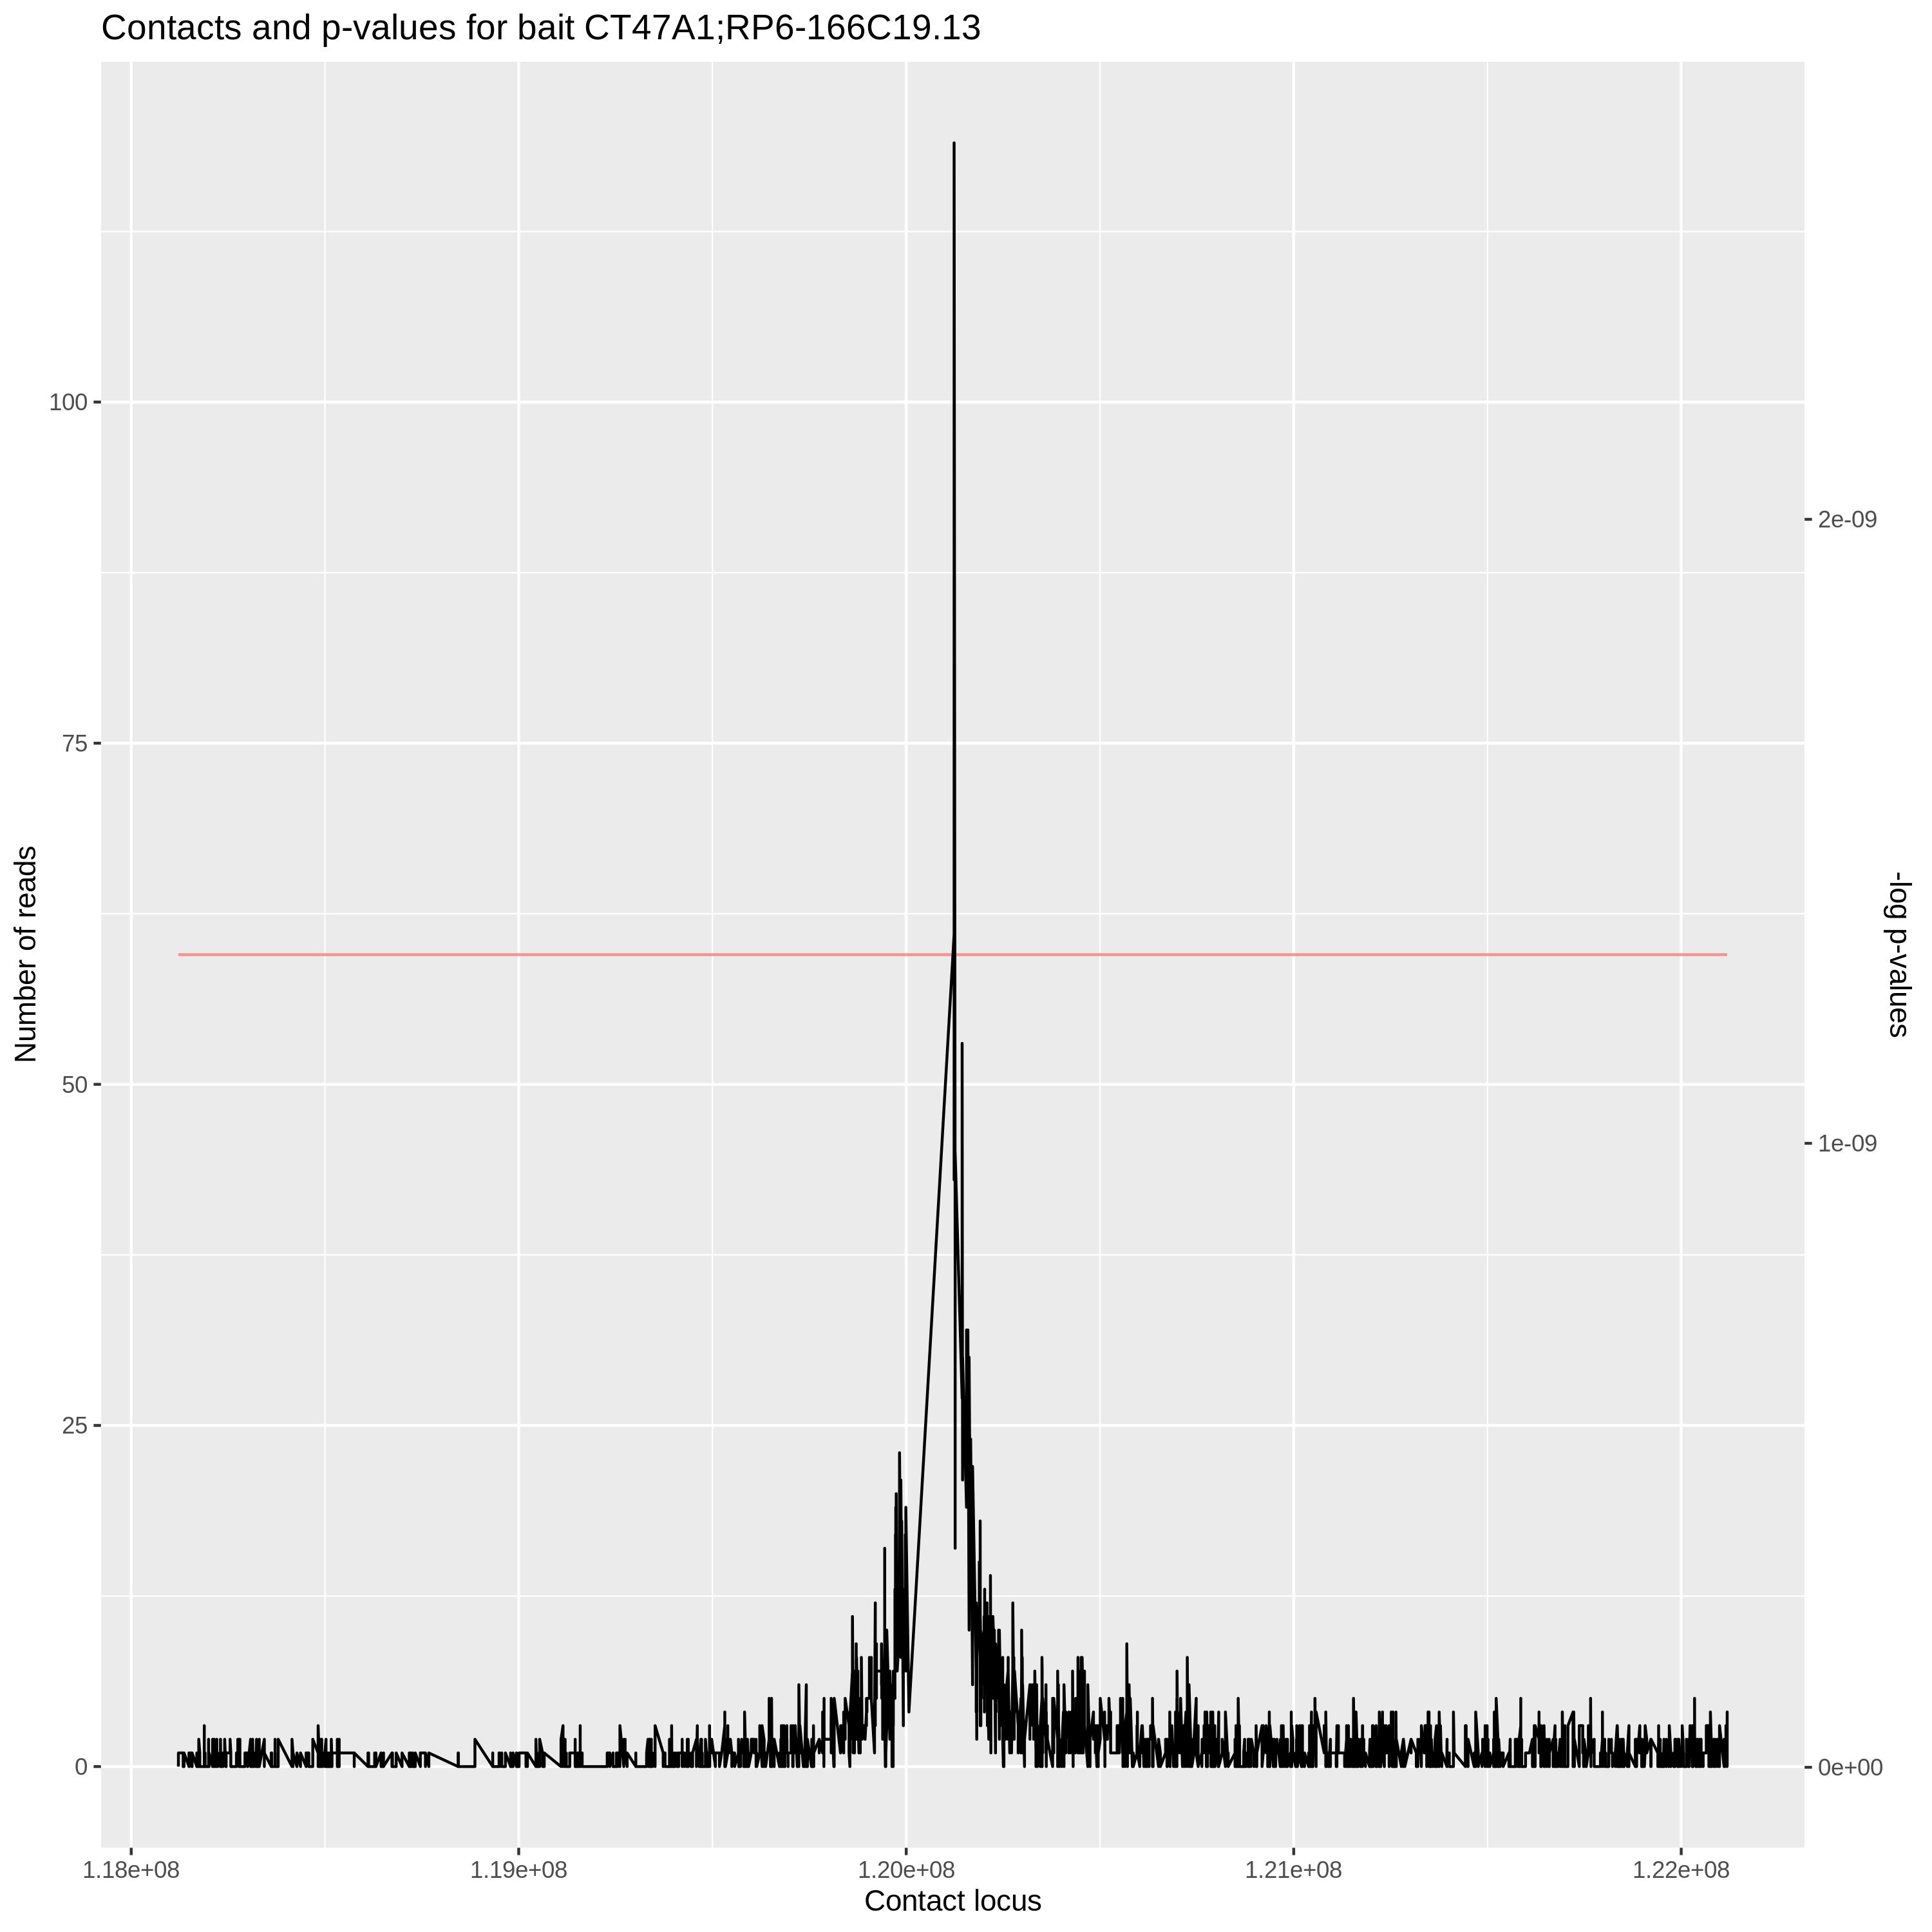 Contacts and p-values for bait CT47A1;RP6-166C19.13
100
75
50
25
0
Number of reads
2e-09
1e-09
0e+00
-log p-values
1.18e+08
1.19e+08
1.20e+08
1.21e+08
1.22e+08
Contact locus